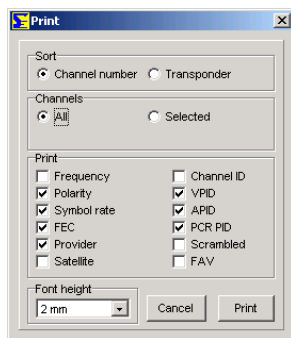 Print
Sort
Channel number Transponder
Channels
All Selected
Print
Frequency Channel ID
Polarity VPID
Symbol rate APID
FEC PCR PID
Provider Scrambled
Satellite FAV
Font height
2 mm Cancel Print